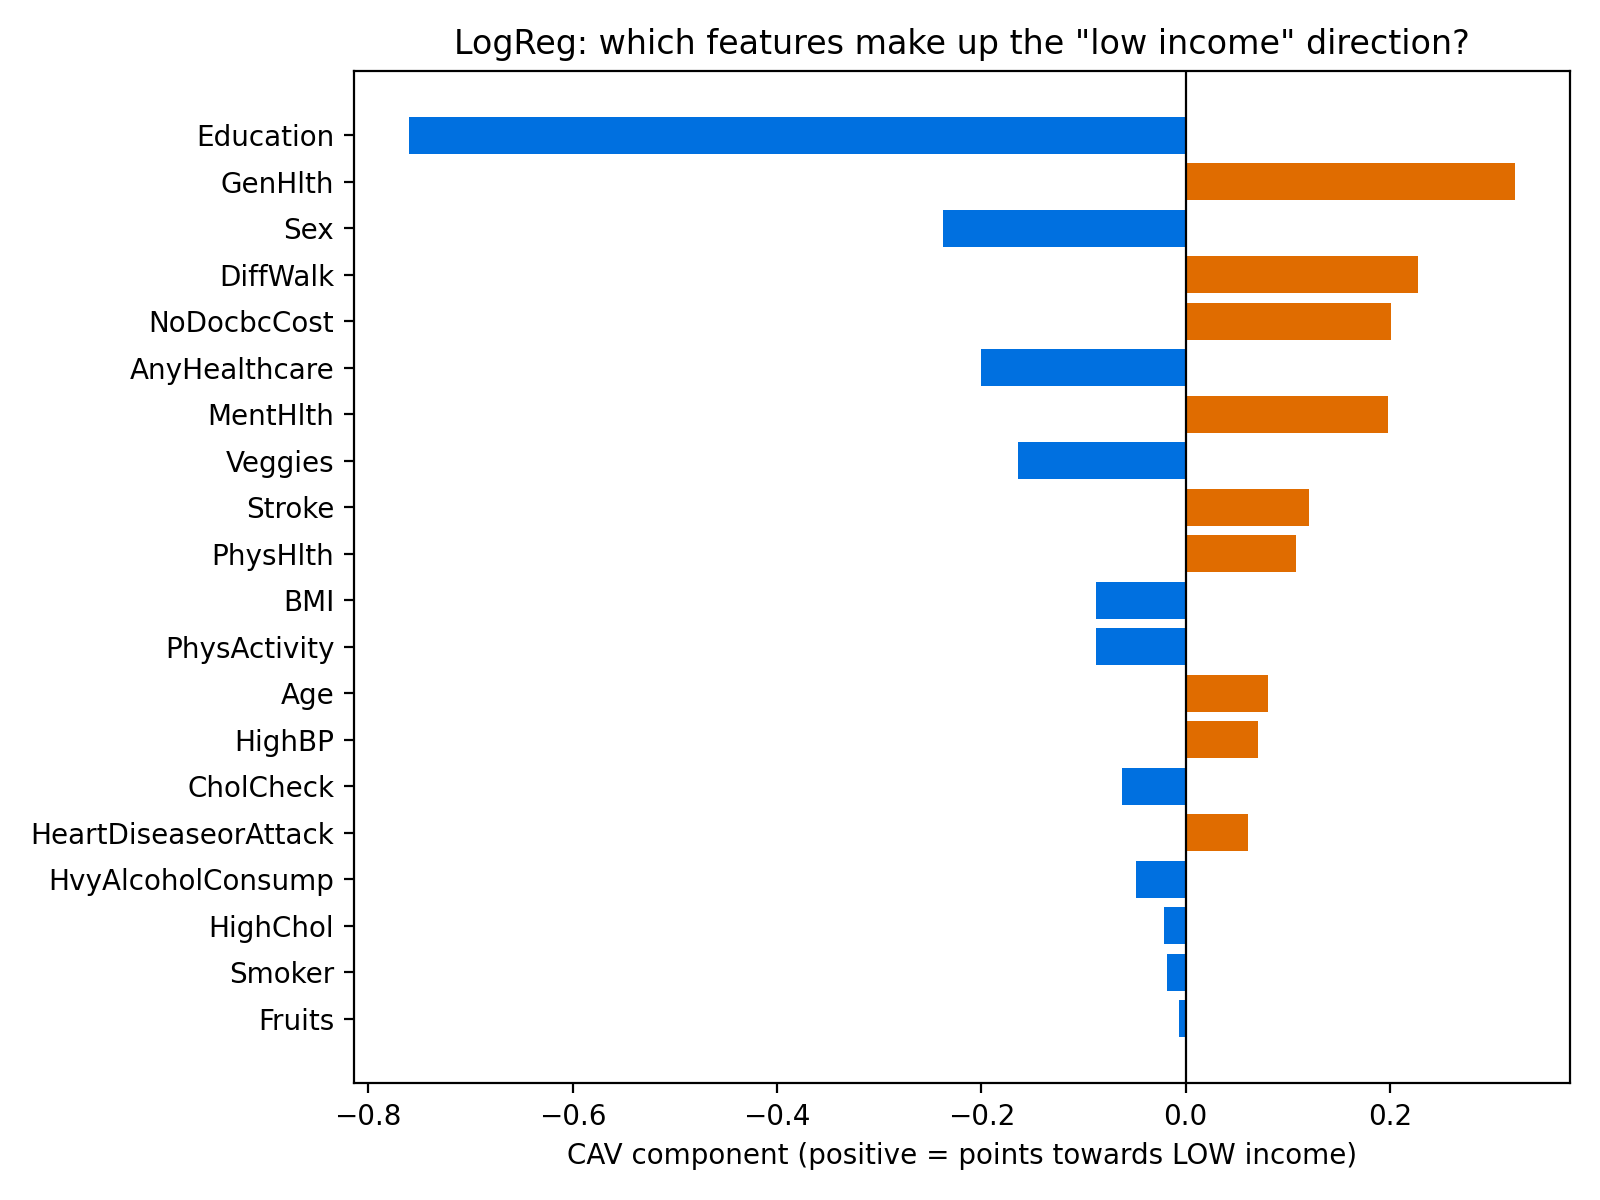 LogReg: which features make up the "low income" direction?
Education
GenHlth
Sex
DiffWalk
NoDocbcCost
AnyHealthcare
MentHlth
Veggies
Stroke
PhysHlth
BMI
PhysActivity
Age
HighBP
CholCheck
HeartDiseaseorAttack
HvyAlcoholConsump
HighChol
Smoker
Fruits
−0.8 −0.6 −0.4 −0.2 0.0 0.2
CAV component (positive = points towards LOW income)